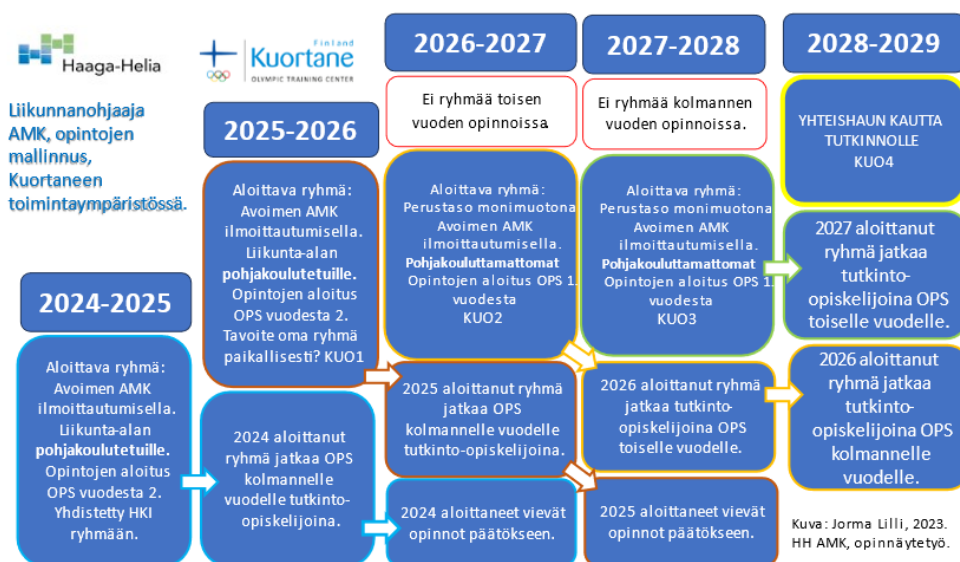 Haaga-Helia
Finland
Kuortane
OLYMPIC TRAINING CENTER
Liikunnanohjaaja
AMK, opintojen
mallinnus,
Kuortaneen
toimintaympäristössä.
2024-2025
Aloittava ryhmä:
Avoimen AMK
ilmoittautumisella.
Liikunta-alan
pohjakoulutetuille.
Opintojen aloitus
OPS vuodesta 2.
Yhdistetty HKI
ryhmään.
2025-2026
Aloittava ryhmä:
Avoimen AMK
ilmoittautumisella.
Liikunta-alan
pohjakoulutetuille.
Opintojen aloitus
OPS vuodesta 2.
Tavoite oma ryhmä
paikallisesti? KUO1
2024 aloittanut
ryhmä jatkaa OPS
kolmannelle
vuodelle tutkinto-
opiskelijoina.
2026-2027
Ei ryhmää toisen
vuoden opinnoissa.
Aloittava ryhmä:
Perustaso monimuotona
Avoimen AMK
ilmoittautumisella.
Pohjakouluttamattomat
Opintojen aloitus OPS 1.
vuodesta
KUO2
2025 aloittanut ryhmä
jatkaa OPS
kolmannelle vuodelle
tutkinto-opiskelijoina.
2024 aloittaneet vievät
opinnot päätökseen.
2027-2028
Ei ryhmää kolmannen
vuoden opinnoissa.
Aloittava ryhmä:
Perustaso monimuotona
Avoimen AMK
ilmoittautumisella.
Pohjakouluttamattomat
Opintojen aloitus OPS 1.
vuodesta
KUO3
2026 aloittanut ryhmä
jatkaa tutkinto-
opiskelijoina OPS
toiselle vuodelle.
2025 aloittaneet vievät
opinnot päätökseen.
2028-2029
YHTEISHAUN KAUTTA
TUTKINNOLLE
KUO4
2027 aloittanut
ryhmä jatkaa
tutkinto-
opiskelijoina OPS
toiselle vuodelle.
2026 aloittanut
ryhmä jatkaa
tutkinto-
opiskelijoina OPS
kolmannelle
vuodelle.
Kuva: Jorma Lilli, 2023.
HH AMK, opinnäytetyö.